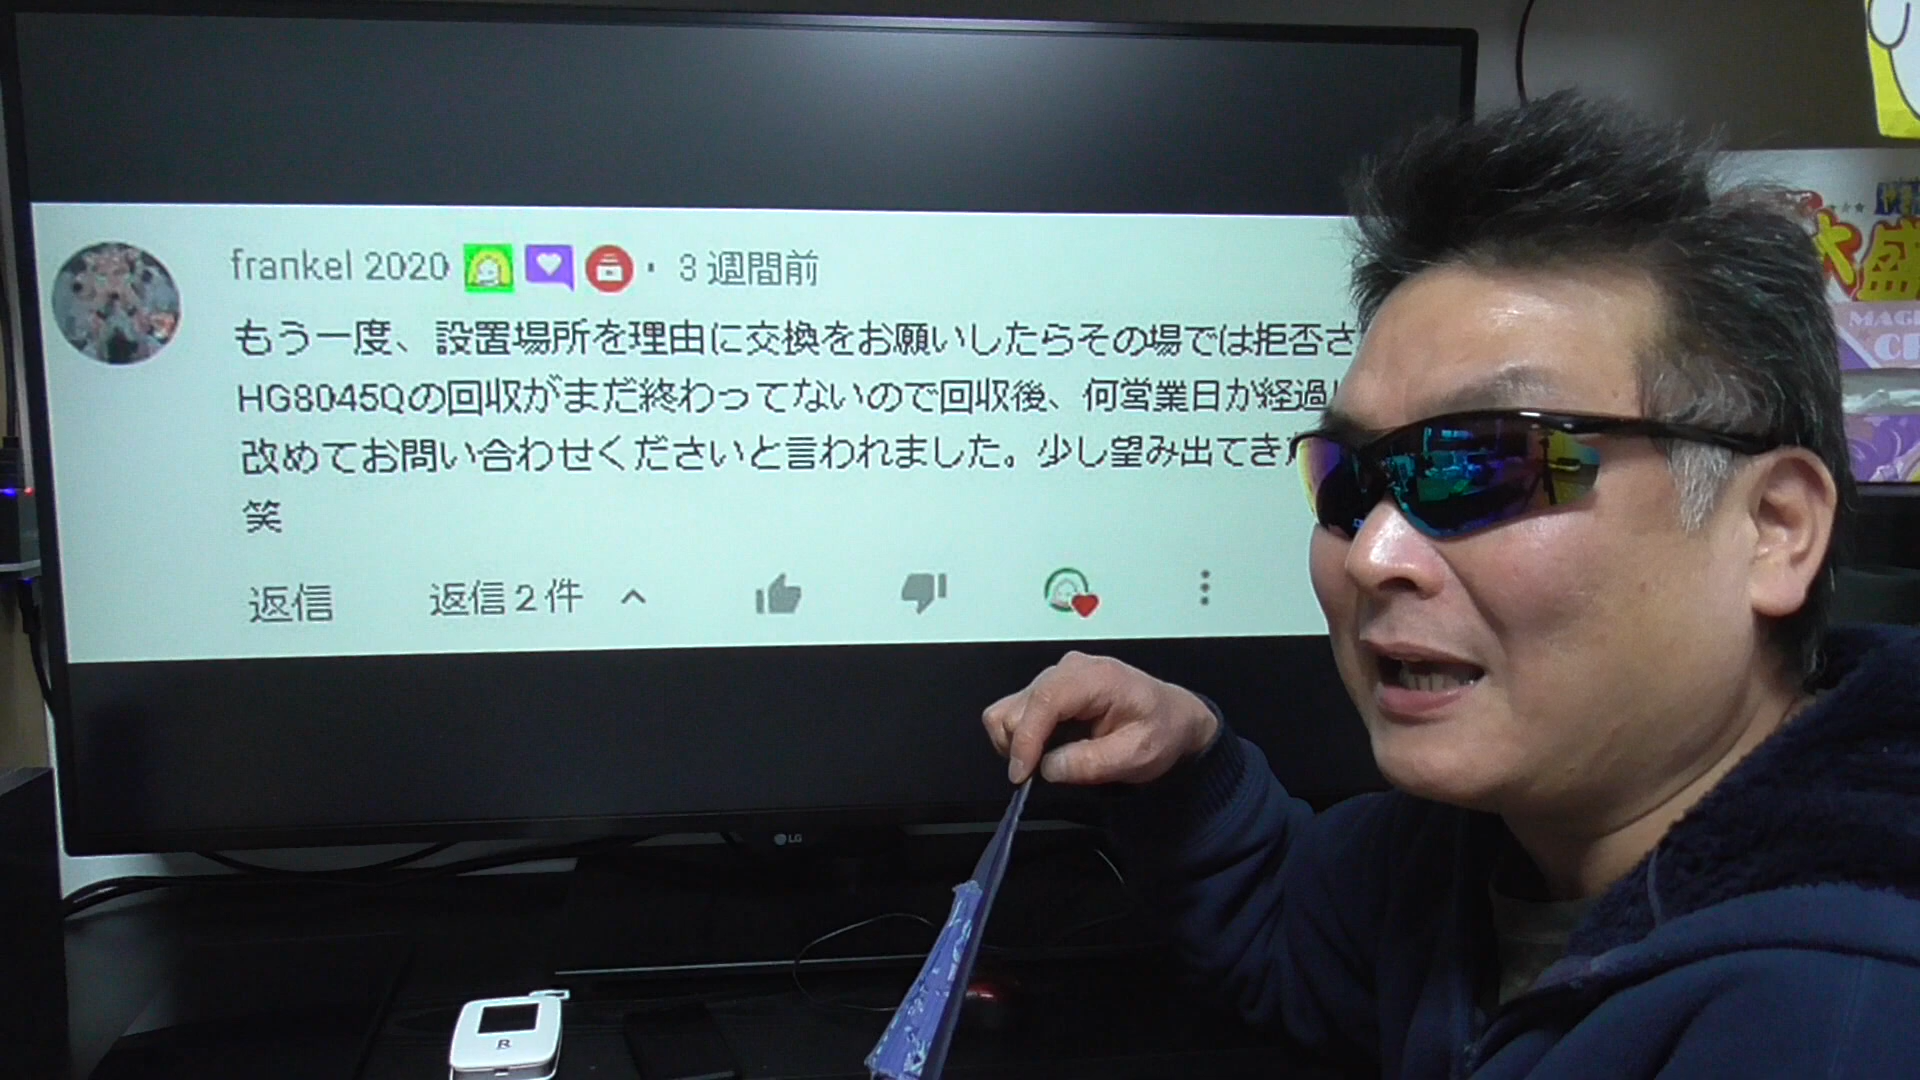 frankel 2020 · 3 週間前
もう一度、設置場所を理由に交換をお願いしたらその場では拒否さ
HG8045Qの回収がまだ終わってないので回収後、何営業日か経過し
改めてお問い合わせくださいと言われました。少し望み出てきた
笑
返信 返信 2 件
LG
R
大盛
MAGI
C